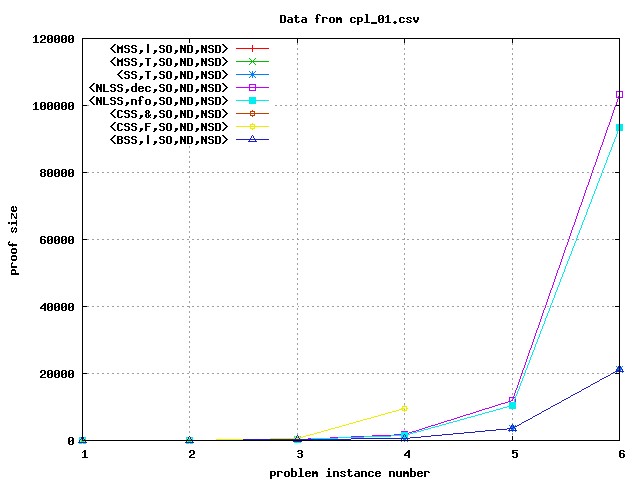 Data from cpl_01.csv
120000
100000
80000
60000
40000
20000
0
proof size
<MSS,|,SO,ND,NSD>
<MSS,T,SO,ND,NSD>
<SS,T,SO,ND,NSD>
<NLSS,dec,SO,ND,NSD>
<NLSS,nfo,SO,ND,NSD>
<CSS,&,SO,ND,NSD>
<CSS,F,SO,ND,NSD>
<BSS,|,SO,ND,NSD>
1 2 3 4 5 6
problem instance number